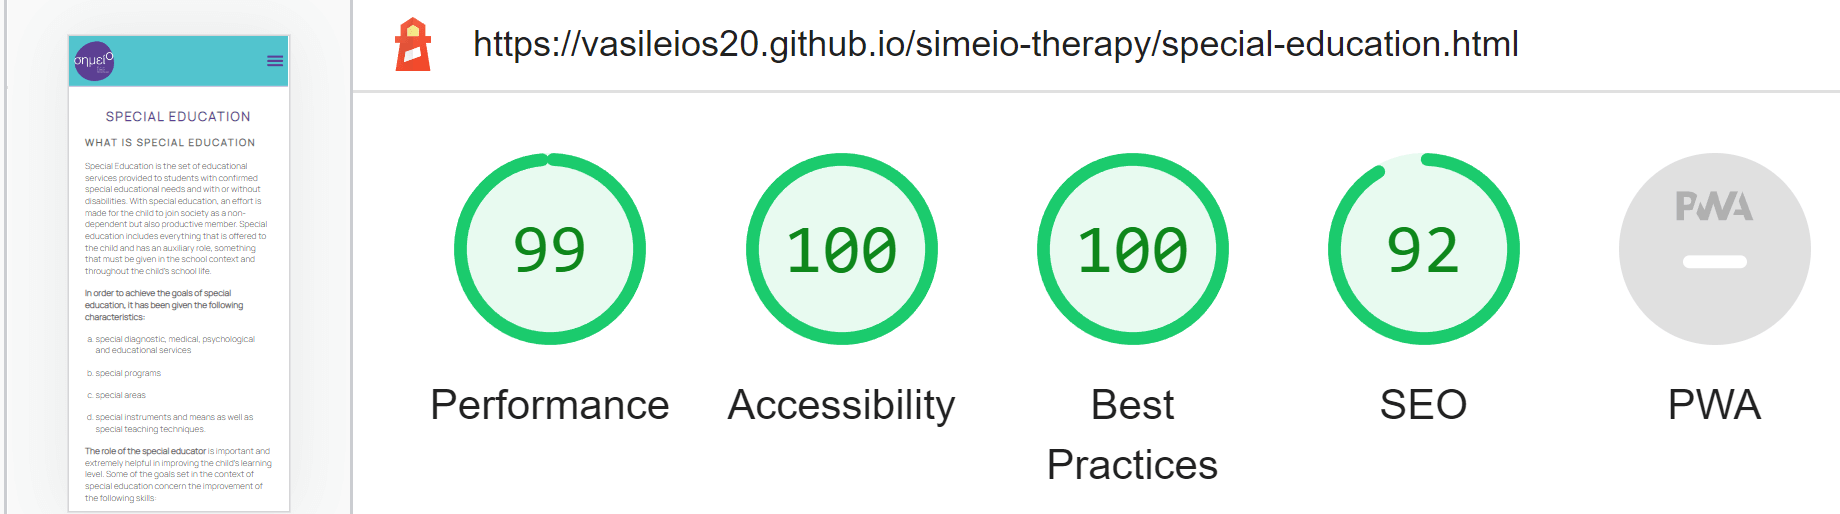 σημείο
SPECIAL EDUCATION
WHAT IS SPECIAL EDUCATION
Special Education is the set of educational
services provided to students with confirmed
special educational needs and with or without
disabilities. With special education, an effort is
made for the child to join society as a non-
dependent but also productive member. Special
education includes everything that is offered to
the child and has an auxiliary role, something
that must be given in the school context and
throughout the child's school life.
In order to achieve the goals of special
education, it has been given the following
characteristics:
a. special diagnostic, medical, psychological
and educational services
b. special programs
c. special areas
d. special instruments and means as well as
special teaching techniques.
The role of the special educator is important and
extremely helpful in improving the child's learning
level. Some of the goals set in the context of
special education concern the improvement of
the following skills:
https://vasileios20.github.io/simeio-therapy/special-education.html
99
100
100
92
PWA
Performance
Accessibility
Best
Practices
SEO
PWA